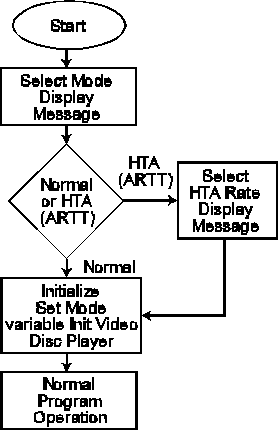 Start
Select Mode
Display
Message
Normal
or HTA
(ARTT)
HTA
(ARTT)
Select
HTA Rate
Display
Message
Normal
Initialize
Set Mode
variable Init Video
Disc Player
Normal
Program
Operation